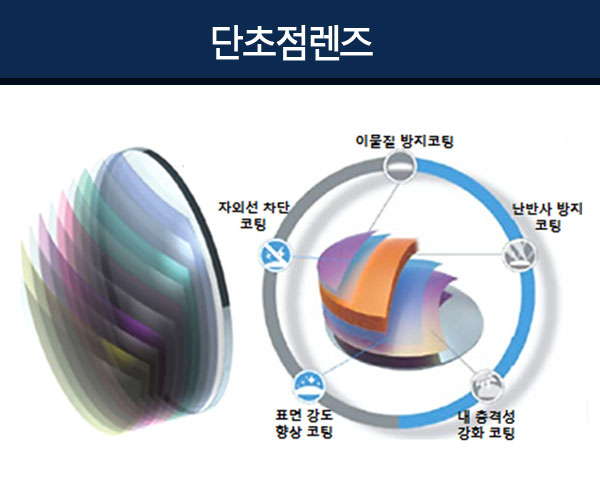 단초점렌즈
이물질 방지코팅
자외선 차단
코팅
난반사 방지
코팅
표면 강도
향상 코팅
내 충격성
강화 코팅